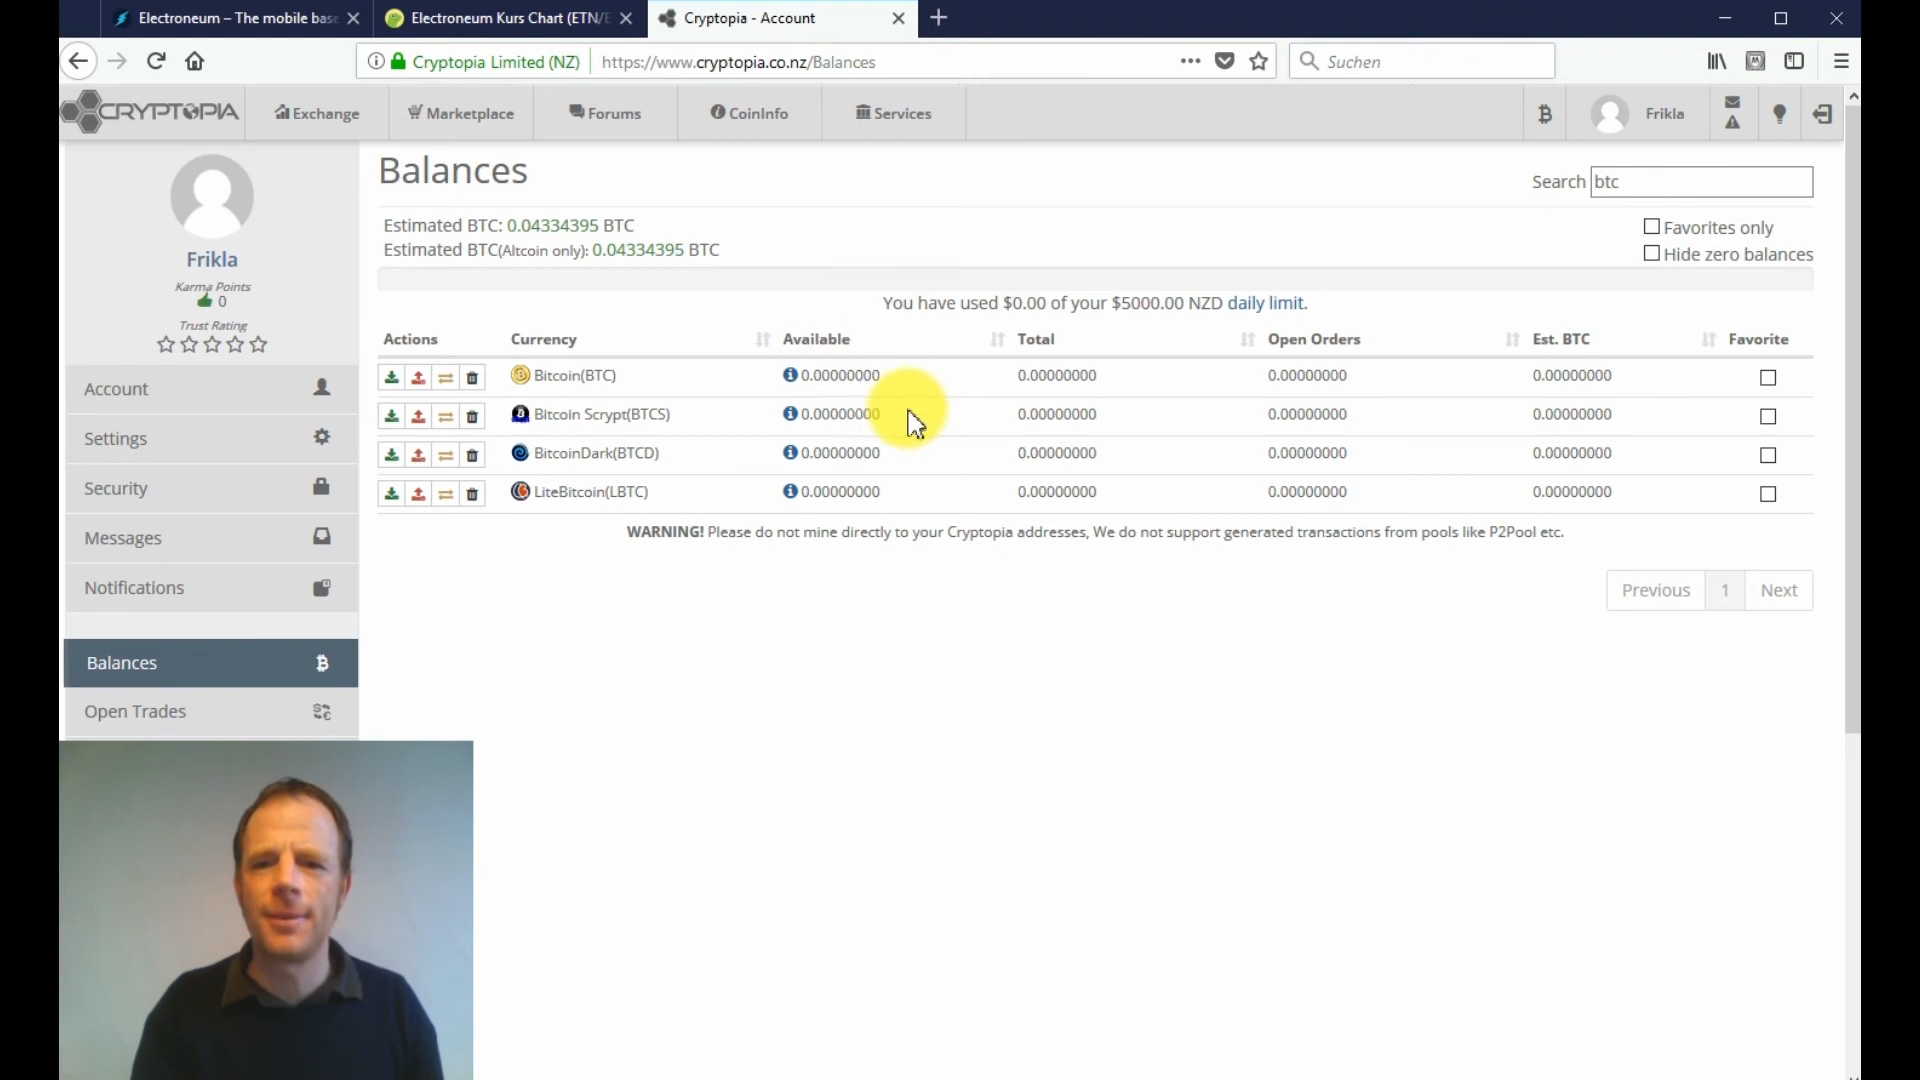 Electroneum – The mobile base
Electroneum Kurs Chart (ETN/E
Cryptopia - Account
Cryptopia Limited (NZ)
https://www.cryptopia.co.nz/Balances
Suchen
CRYPTOPIA
Exchange
Marketplace
Forums
CoinInfo
Services
Frikla
Frikla
Karma Points
0
Trust Rating
Account
Settings
Security
Messages
Notifications
Balances
Open Trades
Balances
Search btc
Estimated BTC: 0.04334395 BTC
Estimated BTC(Altcoin only): 0.04334395 BTC
Favorites only
Hide zero balances
You have used $0.00 of your $5000.00 NZD daily limit.
Actions Currency Available Total Open Orders Est. BTC Favorite
Bitcoin(BTC) 0.00000000 0.00000000 0.00000000 0.00000000
Bitcoin Scrypt(BTCS) 0.00000000 0.00000000 0.00000000 0.00000000
BitcoinDark(BTCD) 0.00000000 0.00000000 0.00000000 0.00000000
LiteBitcoin(LBTC) 0.00000000 0.00000000 0.00000000 0.00000000
WARNING! Please do not mine directly to your Cryptopia addresses, We do not support generated transactions from pools like P2Pool etc.
Previous 1 Next